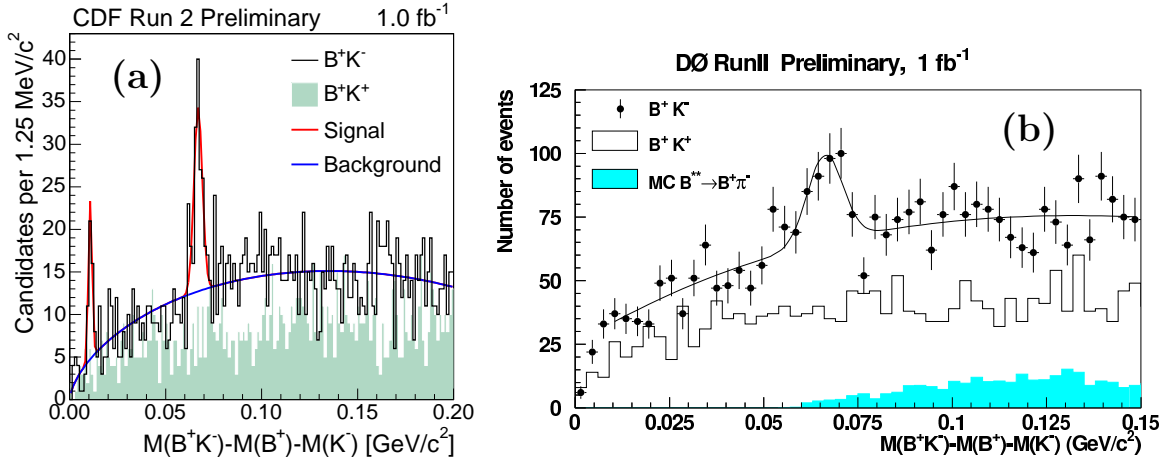 CDF Run 2 Preliminary 1.0 fb⁻¹
(a)
B⁺K⁻
B⁺K⁺
Signal
Background
Candidates per 1.25 MeV/c²
40
35
30
25
20
15
10
5
0
0.00 0.05 0.10 0.15 0.20
M(B⁺K⁻)-M(B⁺)-M(K⁻) [GeV/c²]
DØ RunII Preliminary, 1 fb⁻¹
(b)
B⁺ K⁻
B⁺ K⁺
MC B**→B⁺π⁻
Number of events
125
100
75
50
25
0
0 0.025 0.05 0.075 0.1 0.125 0.15
M(B⁺K⁻)-M(B⁺)-M(K⁻) (GeV/c²)